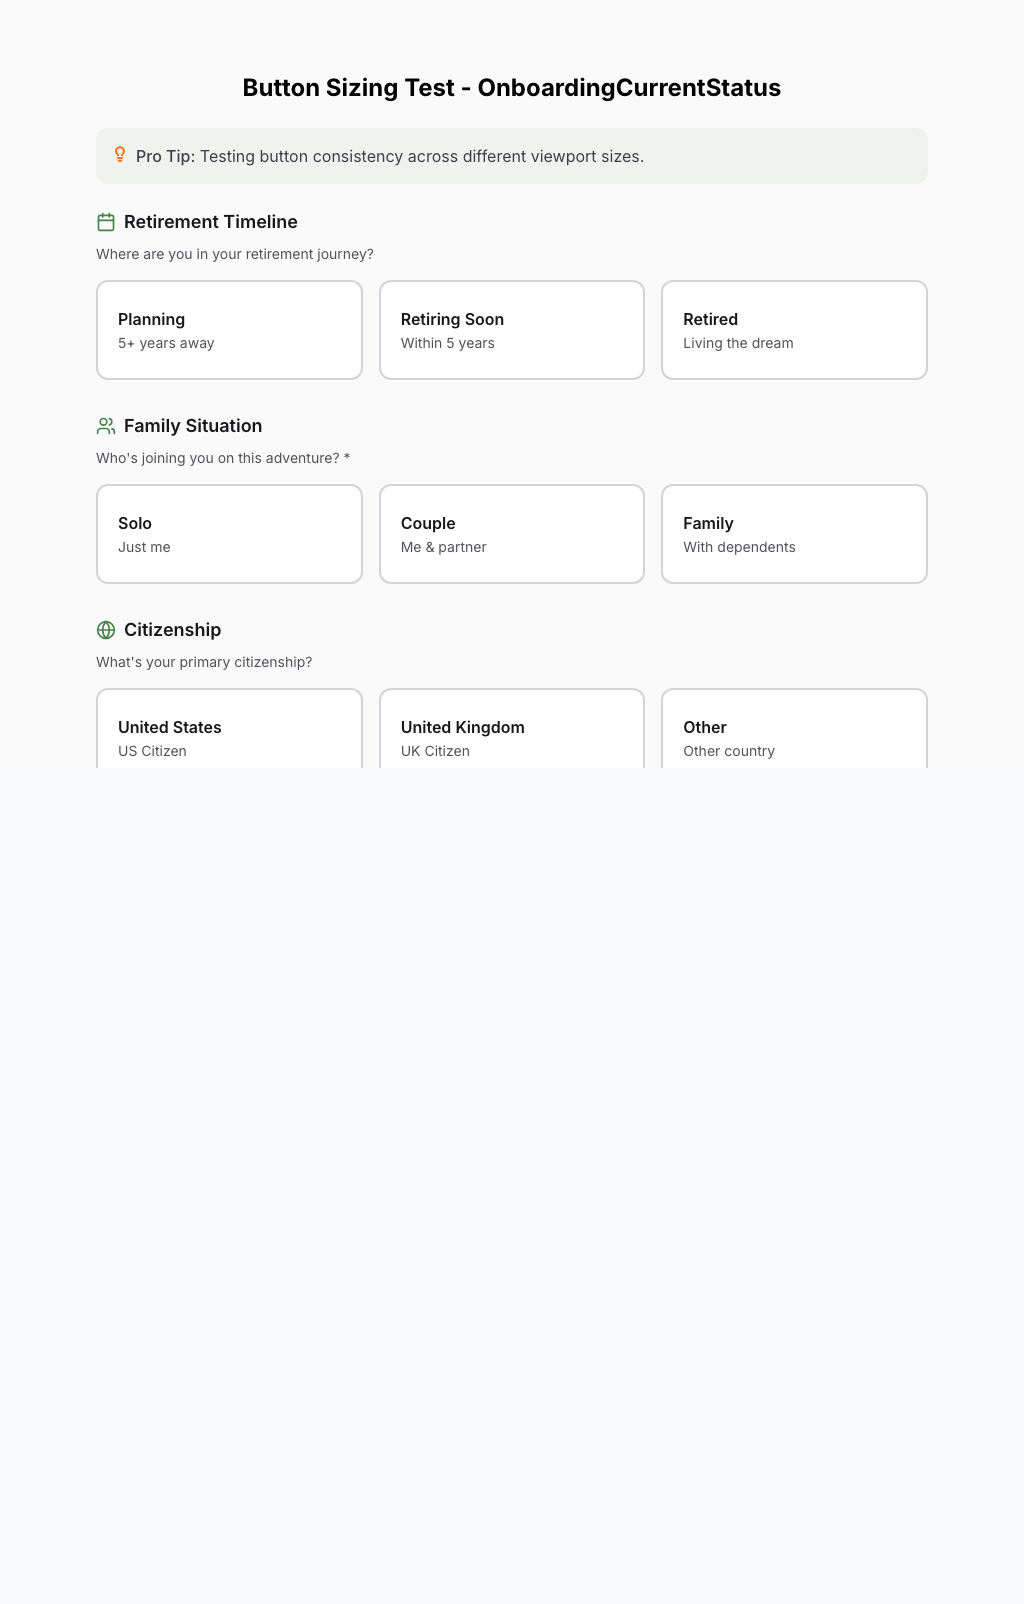 Button Sizing Test - OnboardingCurrentStatus
Pro Tip: Testing button consistency across different viewport sizes.
Retirement Timeline
Where are you in your retirement journey?
Planning
5+ years away
Retiring Soon
Within 5 years
Retired
Living the dream
Family Situation
Who's joining you on this adventure? *
Solo
Just me
Couple
Me & partner
Family
With dependents
Citizenship
What's your primary citizenship?
United States
US Citizen
United Kingdom
UK Citizen
Other
Other country